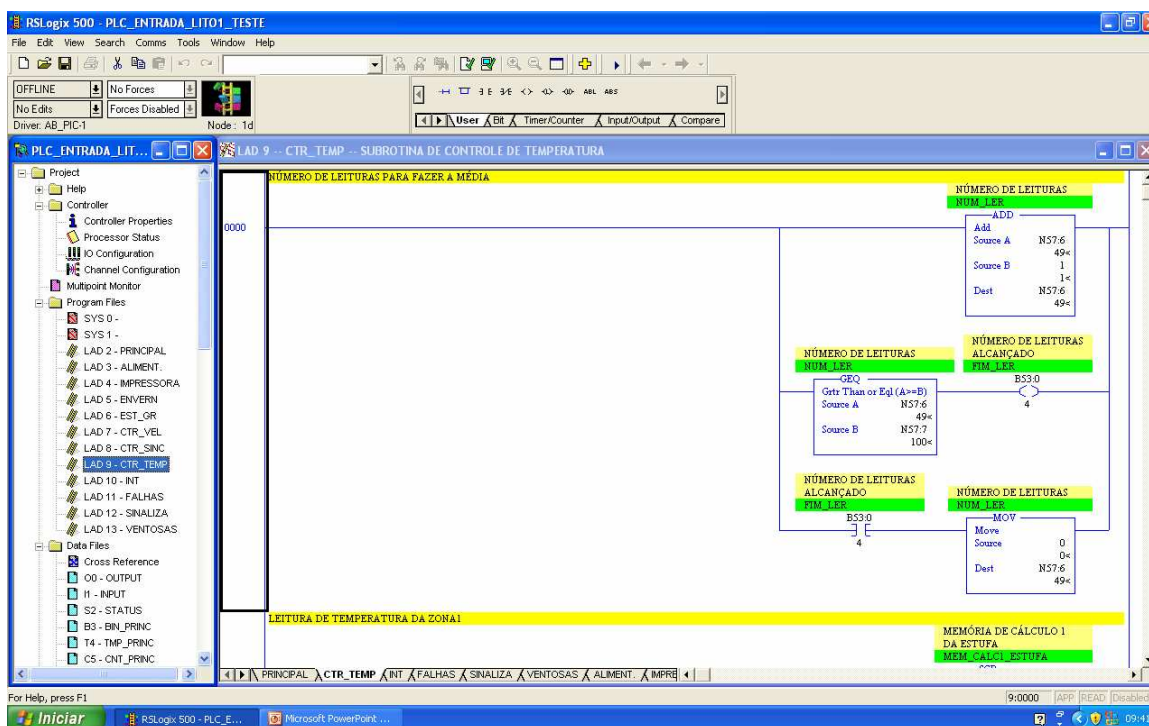 RSLogix 500 - PLC_ENTRADA_LITO1_TESTE
File Edit View Search Comms Tools Window Help
OFFLINE No Forces
No Edits Forces Disabled
Driver: AB_PIC-1 Node : 1d
ABL ABS
User Bit Timer/Counter Input/Output Compare
PLC_ENTRADA_LIT...
Project
Help
Controller
Controller Properties
Processor Status
IO Configuration
Channel Configuration
Multipoint Monitor
Program Files
SYS 0 -
SYS 1 -
LAD 2 - PRINCIPAL
LAD 3 - ALIMENT.
LAD 4 - IMPRESSORA
LAD 5 - ENVERN
LAD 6 - EST_GR
LAD 7 - CTR_VEL
LAD 8 - CTR_SINC
LAD 9 - CTR_TEMP
LAD 10 - INT
LAD 11 - FALHAS
LAD 12 - SINALIZA
LAD 13 - VENTOSAS
Data Files
Cross Reference
O0 - OUTPUT
I1 - INPUT
S2 - STATUS
B3 - BIN_PRINC
T4 - TMP_PRINC
C5 - CNT_PRINC
LAD 9 -- CTR_TEMP -- SUBROTINA DE CONTROLE DE TEMPERATURA
NÚMERO DE LEITURAS PARA FAZER A MÉDIA
0000
NÚMERO DE LEITURAS
NUM_LER
ADD
Add
Source A N57:6
49<
Source B 1
1<
Dest N57:6
49<
NÚMERO DE LEITURAS
NUM_LER
GEQ
Grtr Than or Eql (A>=B)
Source A N57:6
49<
Source B N57:7
100<
NÚMERO DE LEITURAS
ALCANÇADO
FIM_LER
B53:0
4
NÚMERO DE LEITURAS
ALCANÇADO
FIM_LER
B53:0
4
NÚMERO DE LEITURAS
NUM_LER
MOV
Move
Source 0
0<
Dest N57:6
49<
LEITURA DE TEMPERATURA DA ZONA1
MEMÓRIA DE CÁLCULO 1
DA ESTUFA
MEM_CALC1_ESTUFA
PRINCIPAL CTR_TEMP INT FALHAS SINALIZA VENTOSAS ALIMENT. IMPRE
For Help, press F1
9:0000 APP READ Disabled
Iniciar RSLogix 500 - PLC_E... Microsoft PowerPoint ... 09:41